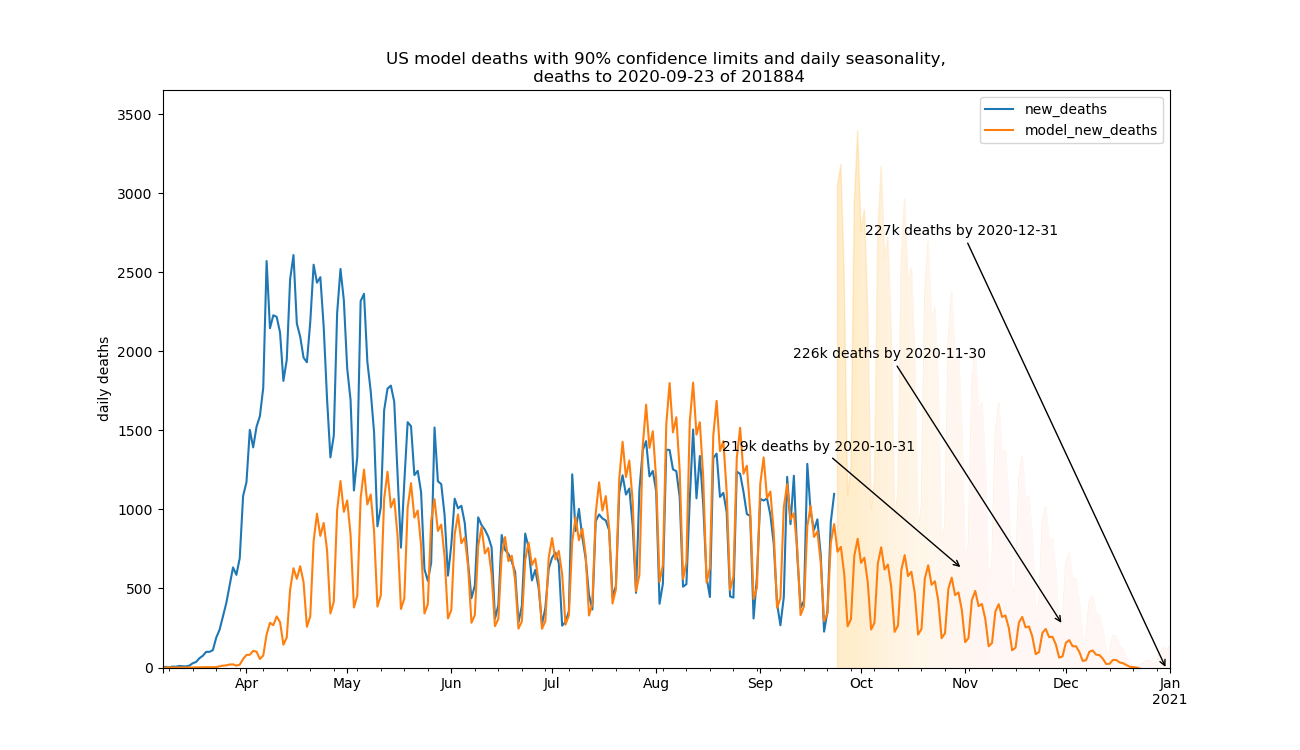 US model deaths with 90% confidence limits and daily seasonality,
deaths to 2020-09-23 of 201884
new_deaths
model_new_deaths
daily deaths
3500
3000
2500
2000
1500
1000
500
0
227k deaths by 2020-12-31
226k deaths by 2020-11-30
219k deaths by 2020-10-31
Apr May Jun Jul Aug Sep Oct Nov Dec Jan
2021